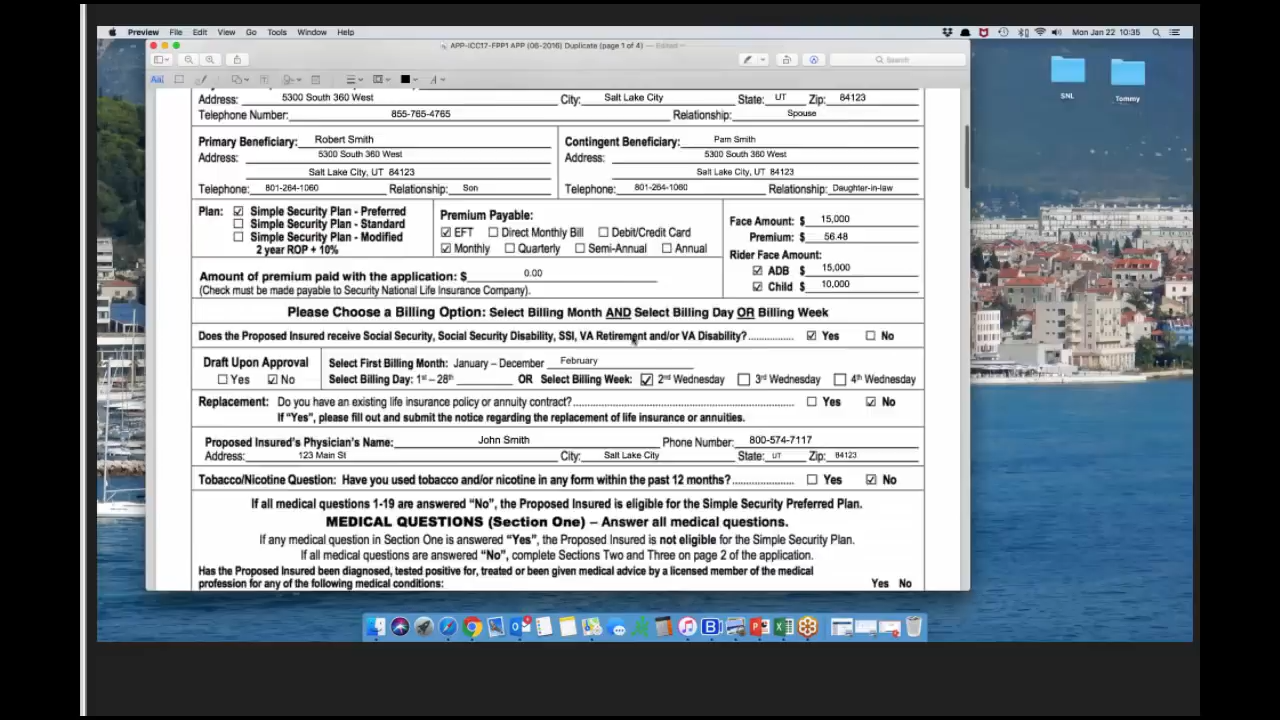 Preview File Edit View Go Tools Window Help Mon Jan 22 10:35
APP-ICC17-FPP1 APP (08-2016) Duplicate (page 1 of 4) — Edited
Search
SNL
Tommy
Address: 5300 South 360 West City: Salt Lake City State: UT Zip: 84123
Telephone Number: 855-765-4765 Relationship: Spouse
Primary Beneficiary: Robert Smith Contingent Beneficiary: Pam Smith
Address: 5300 South 360 West Address: 5300 South 360 West
Salt Lake City, UT 84123 Salt Lake City, UT 84123
Telephone: 801-264-1060 Relationship: Son Telephone: 801-264-1060 Relationship: Daughter-in-law
Plan: ☑ Simple Security Plan - Preferred
☐ Simple Security Plan - Standard
☐ Simple Security Plan - Modified
2 year ROP + 10%
Premium Payable:
☑ EFT ☐ Direct Monthly Bill ☐ Debit/Credit Card
☑ Monthly ☐ Quarterly ☐ Semi-Annual ☐ Annual
Face Amount: $ 15,000
Premium: $ 56.48
Rider Face Amount:
☑ ADB $ 15,000
☑ Child $ 10,000
Amount of premium paid with the application: $ 0.00
(Check must be made payable to Security National Life Insurance Company).
Please Choose a Billing Option: Select Billing Month AND Select Billing Day OR Billing Week
Does the Proposed Insured receive Social Security, Social Security Disability, SSI, VA Retirement and/or VA Disability? ☑ Yes ☐ No
Draft Upon Approval
☐ Yes ☑ No
Select First Billing Month: January – December February
Select Billing Day: 1st – 28th OR Select Billing Week: ☑ 2nd Wednesday ☐ 3rd Wednesday ☐ 4th Wednesday
Replacement: Do you have an existing life insurance policy or annuity contract? ☐ Yes ☑ No
If “Yes”, please fill out and submit the notice regarding the replacement of life insurance or annuities.
Proposed Insured's Physician's Name: John Smith Phone Number: 800-574-7117
Address: 123 Main St City: Salt Lake City State: UT Zip: 84123
Tobacco/Nicotine Question: Have you used tobacco and/or nicotine in any form within the past 12 months? ☐ Yes ☑ No
If all medical questions 1-19 are answered “No”, the Proposed Insured is eligible for the Simple Security Preferred Plan.
MEDICAL QUESTIONS (Section One) – Answer all medical questions.
If any medical question in Section One is answered “Yes”, the Proposed Insured is not eligible for the Simple Security Plan.
If all medical questions are answered “No”, complete Sections Two and Three on page 2 of the application.
Has the Proposed Insured been diagnosed, tested positive for, treated or been given medical advice by a licensed member of the medical
profession for any of the following medical conditions: Yes No